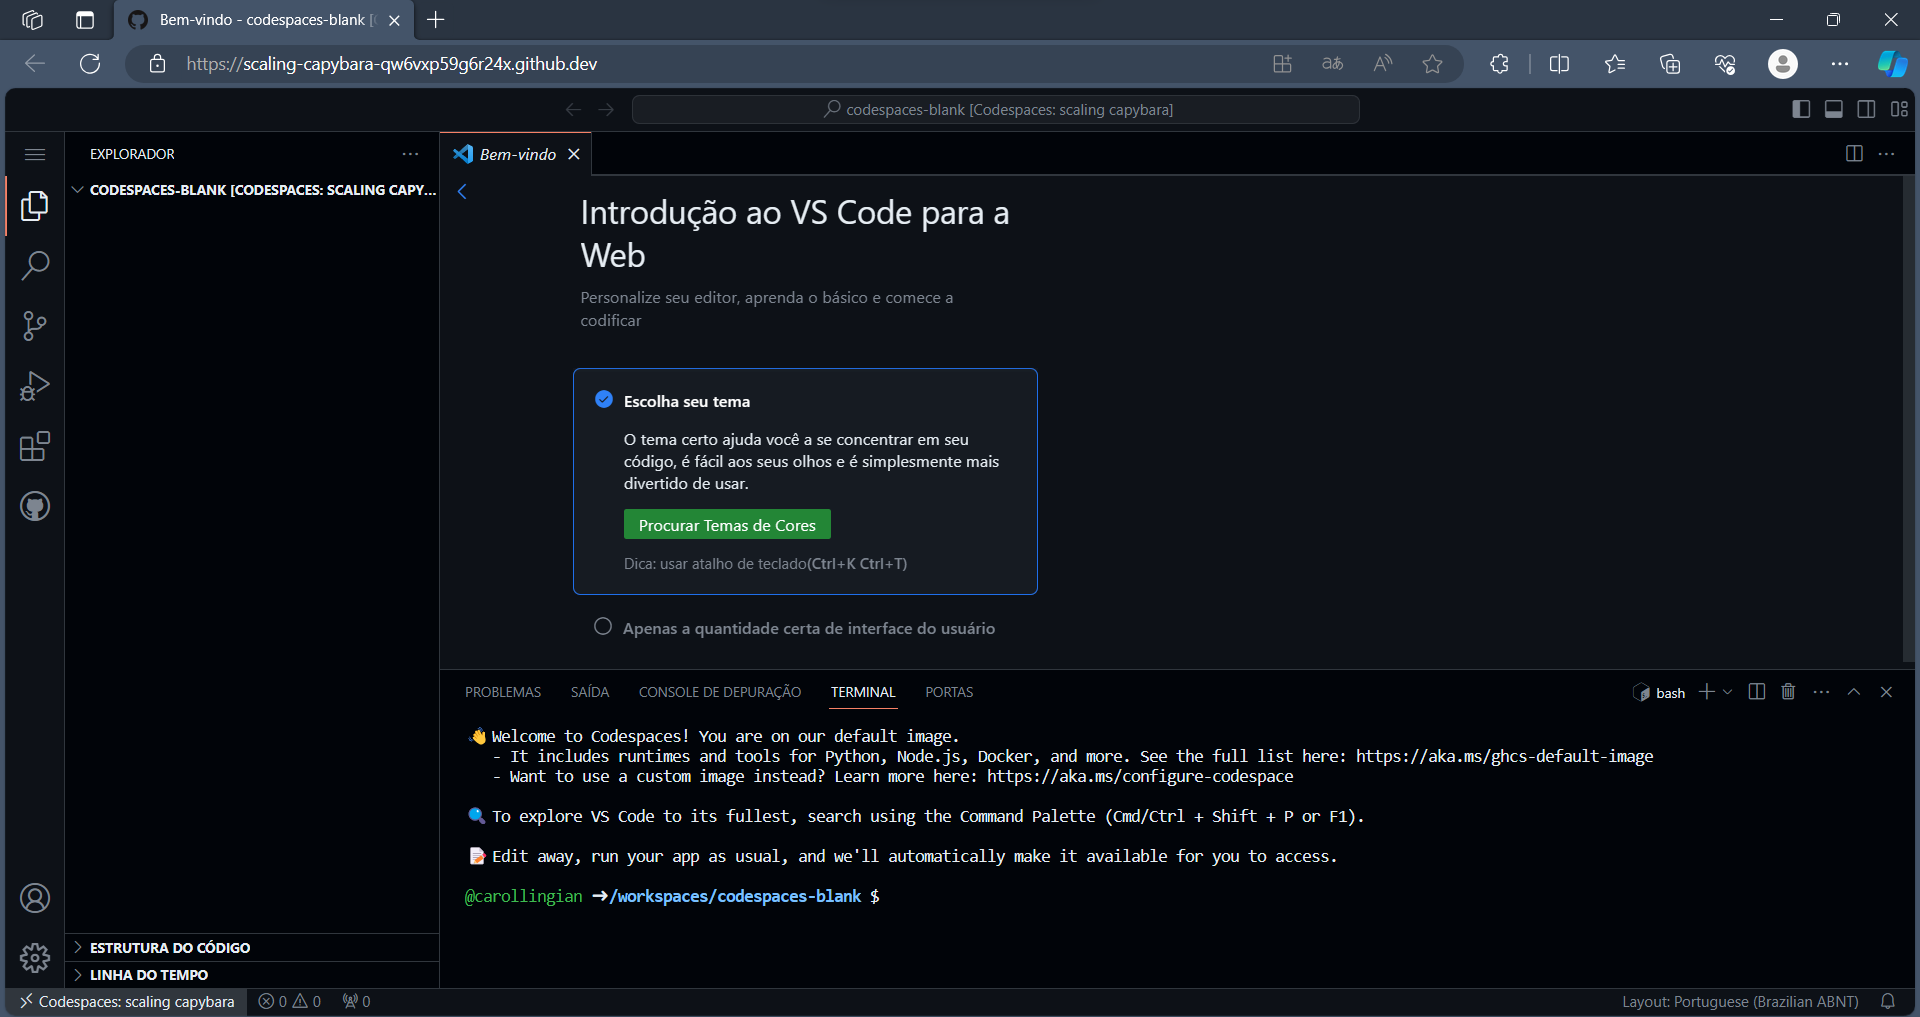 Bem-vindo - codespaces-blank [
https://scaling-capybara-qw6vxp59g6r24x.github.dev
codespaces-blank [Codespaces: scaling capybara]
EXPLORADOR
CODESPACES-BLANK [CODESPACES: SCALING CAPY...
Bem-vindo
Introdução ao VS Code para a
Web
Personalize seu editor, aprenda o básico e comece a
codificar
Escolha seu tema
O tema certo ajuda você a se concentrar em seu
código, é fácil aos seus olhos e é simplesmente mais
divertido de usar.
Procurar Temas de Cores
Dica: usar atalho de teclado(Ctrl+K Ctrl+T)
Apenas a quantidade certa de interface do usuário
PROBLEMAS SAÍDA CONSOLE DE DEPURAÇÃO TERMINAL PORTAS
bash
👋 Welcome to Codespaces! You are on our default image.
- It includes runtimes and tools for Python, Node.js, Docker, and more. See the full list here: https://aka.ms/ghcs-default-image
- Want to use a custom image instead? Learn more here: https://aka.ms/configure-codespace
🔍 To explore VS Code to its fullest, search using the Command Palette (Cmd/Ctrl + Shift + P or F1).
📝 Edit away, run your app as usual, and we'll automatically make it available for you to access.
@carollingian ➜/workspaces/codespaces-blank $
ESTRUTURA DO CÓDIGO
LINHA DO TEMPO
Codespaces: scaling capybara 0 0 0
Layout: Portuguese (Brazilian ABNT)